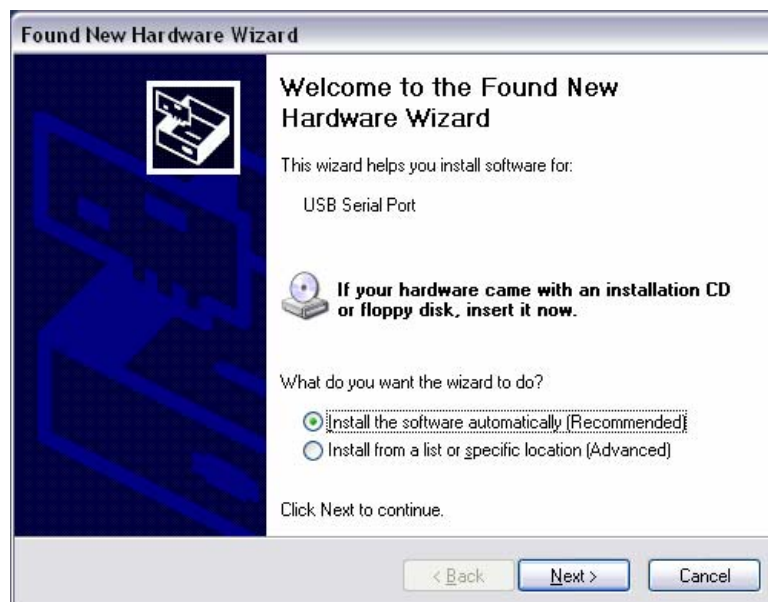 Found New Hardware Wizard
Welcome to the Found New
Hardware Wizard
This wizard helps you install software for:
USB Serial Port
If your hardware came with an installation CD
or floppy disk, insert it now.
What do you want the wizard to do?
Install the software automatically (Recommended)
Install from a list or specific location (Advanced)
Click Next to continue.
< Back
Next >
Cancel